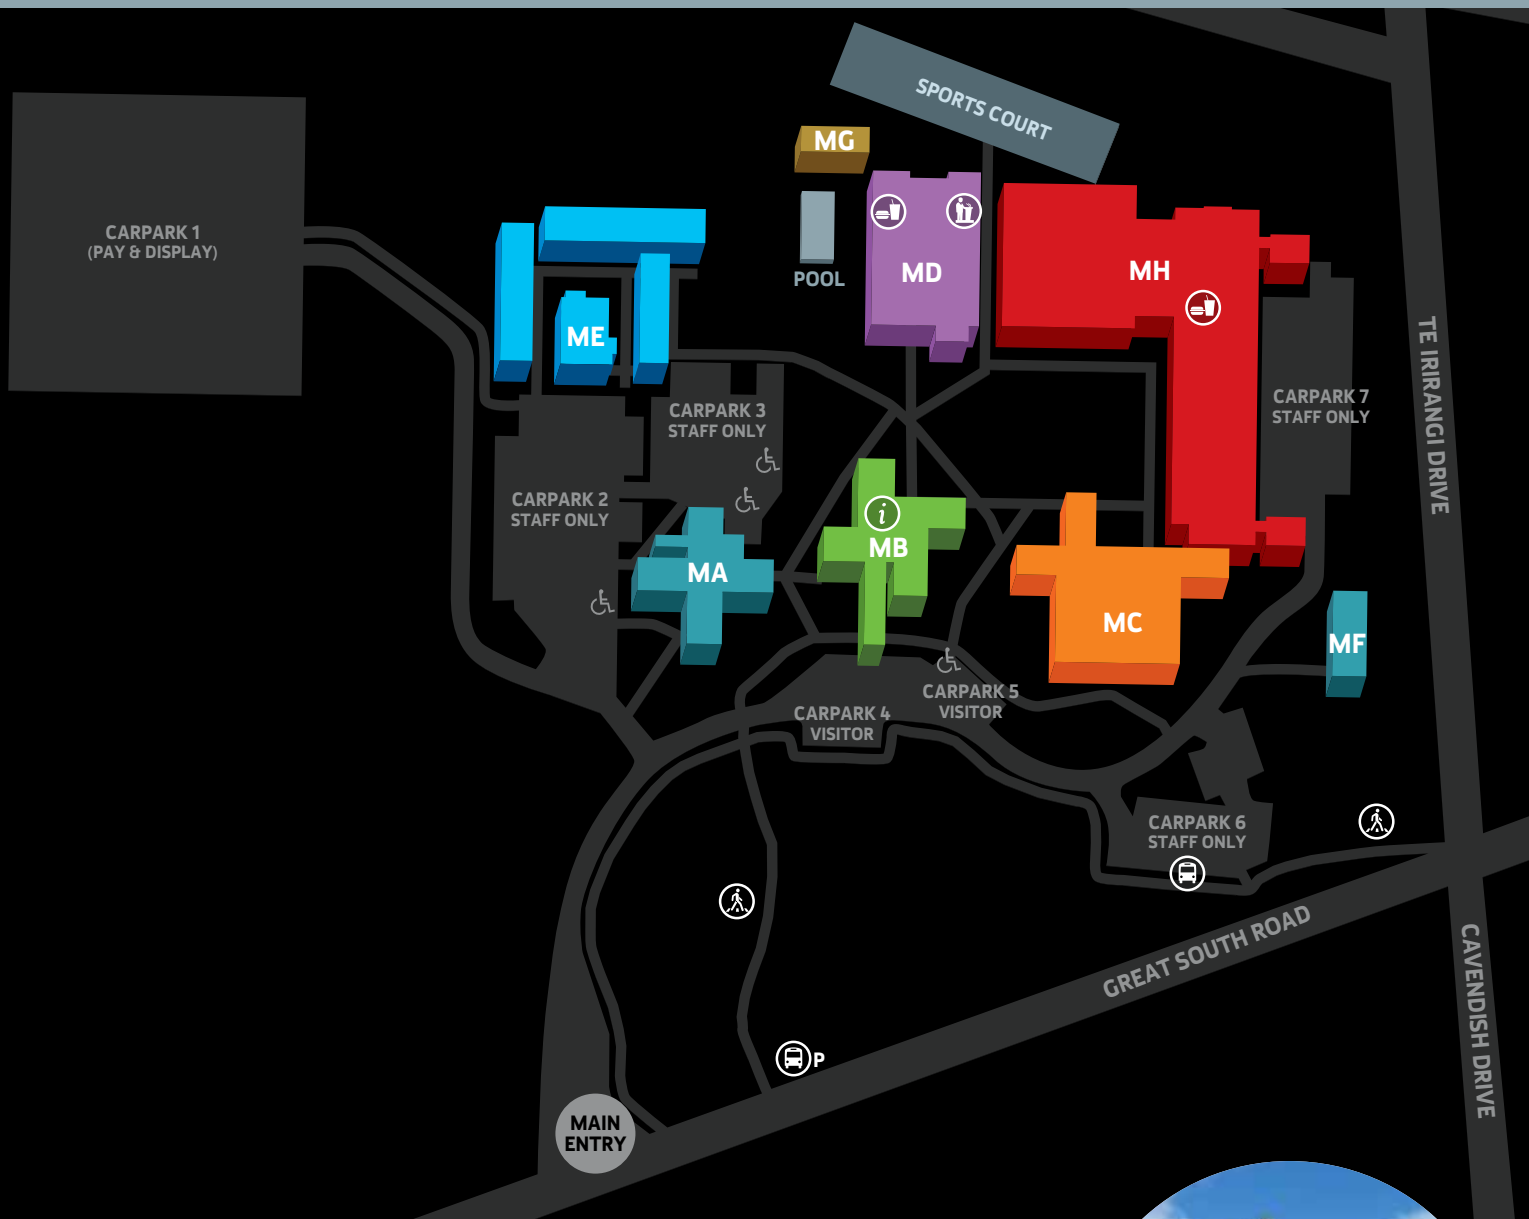 SPORTS COURT
MG
CARPARK 1
(PAY & DISPLAY)
POOL
MD
MH
ME
TE IRIRANGI DRIVE
CARPARK 3
STAFF ONLY
CARPARK 7
STAFF ONLY
CARPARK 2
STAFF ONLY
i
MB
MA
MC
MF
CARPARK 5
VISITOR
CARPARK 4
VISITOR
CARPARK 6
STAFF ONLY
GREAT SOUTH ROAD
CAVENDISH DRIVE
P
MAIN
ENTRY